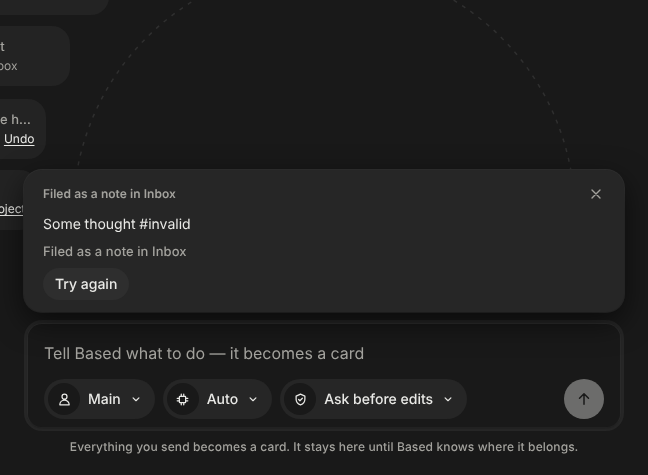 t
e h...
Undo
Filed as a note in Inbox
Some thought #invalid
Filed as a note in Inbox
Try again
Tell Based what to do — it becomes a card
Main
Auto
Ask before edits
Everything you send becomes a card. It stays here until Based knows where it belongs.